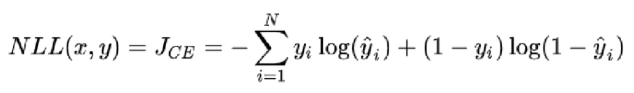 NLL(x, y) = J_{CE} = -\sum_{i=1}^{N} y_i \log(\hat{y}_i) + (1 - y_i) \log(1 - \hat{y}_i)